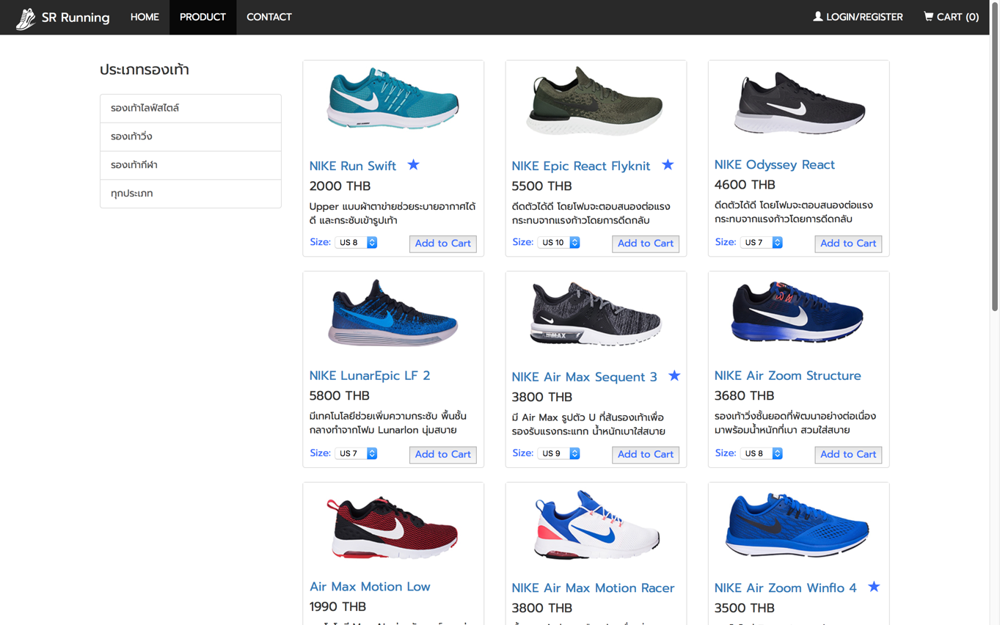 SR Running
HOME
PRODUCT
CONTACT
LOGIN/REGISTER
CART (0)
ประเภทรองเท้า
รองเท้าไลฟ์สไตล์
รองเท้าวิ่ง
รองเท้ากีฬา
ทุกประเภท
NIKE Run Swift
2000 THB
Upper แบบผ้าตาข่ายช่วยระบายอากาศได้
ดี และกระชับเข้ารูปเท้า
Size: US 8 Add to Cart
NIKE Epic React Flyknit
5500 THB
ดีดตัวได้ดี โดยโฟมจะตอบสนองต่อแรง
กระทบจากแรงก้าวโดยการดีดกลับ
Size: US 10 Add to Cart
NIKE Odyssey React
4600 THB
ดีดตัวได้ดี โดยโฟมจะตอบสนองต่อแรง
กระทบจากแรงก้าวโดยการดีดกลับ
Size: US 7 Add to Cart
NIKE LunarEpic LF 2
5800 THB
มีเทคโนโลยีช่วยเพิ่มความกระชับ พื้นชั้น
กลางทำจากโฟม Lunarlon นุ่มสบาย
Size: US 7 Add to Cart
MAX
NIKE Air Max Sequent 3
3800 THB
มี Air Max รูปตัว U ที่ส้นรองเท้าเพื่อ
รองรับแรงกระแทก น้ำหนักเบาใส่สบาย
Size: US 9 Add to Cart
NIKE Air Zoom Structure
3680 THB
รองเท้าวิ่งชั้นยอดที่พัฒนาอย่างต่อเนื่อง
มาพร้อมน้ำหนักที่เบา สวมใส่สบาย
Size: US 8 Add to Cart
Air Max Motion Low
1990 THB
NIKE Air Max Motion Racer
3800 THB
NIKE Air Zoom Winflo 4
3500 THB